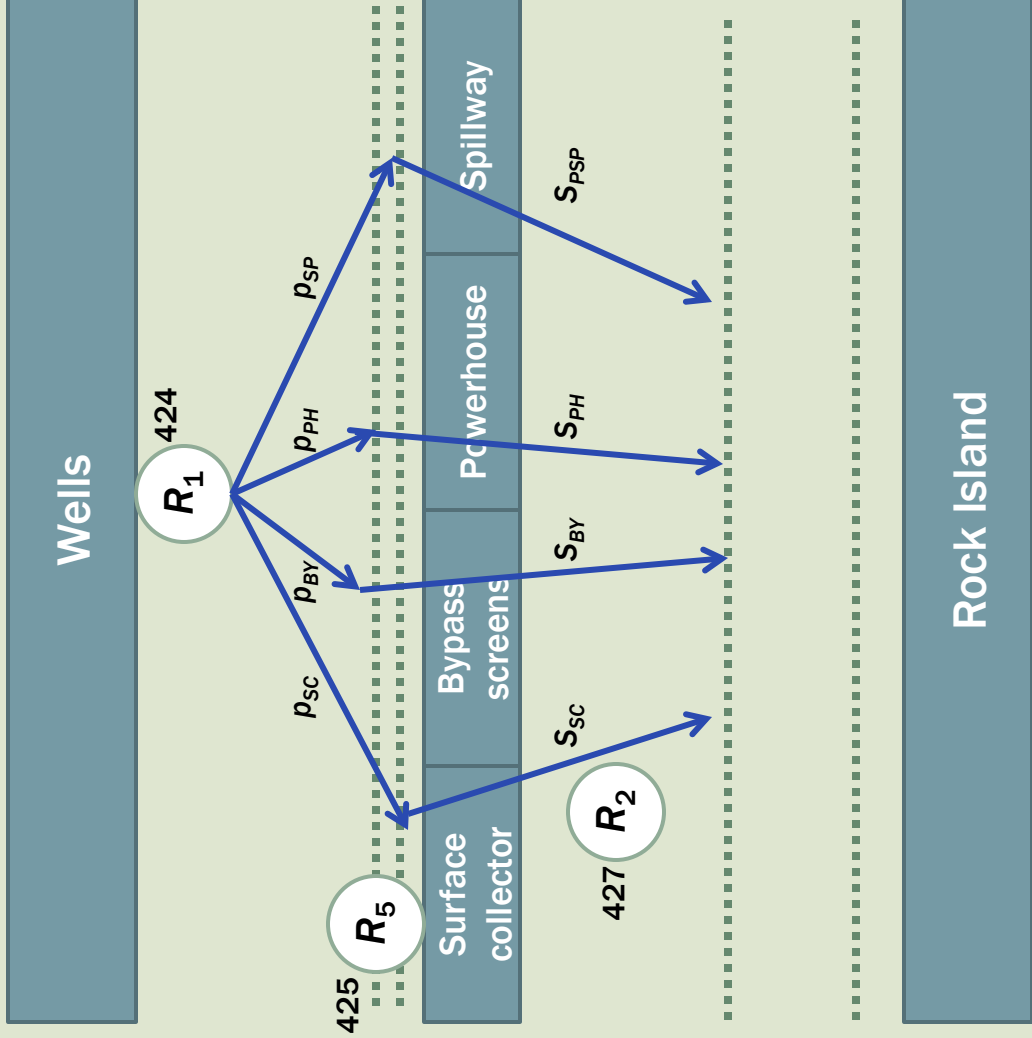 Wells
R1
424
pSC
pBY
pPH
pSP
R5
425
Surface
collector
Bypass
screens
Powerhouse
Spillway
SSC
SBY
SPH
SPSP
R2
427
Rock Island